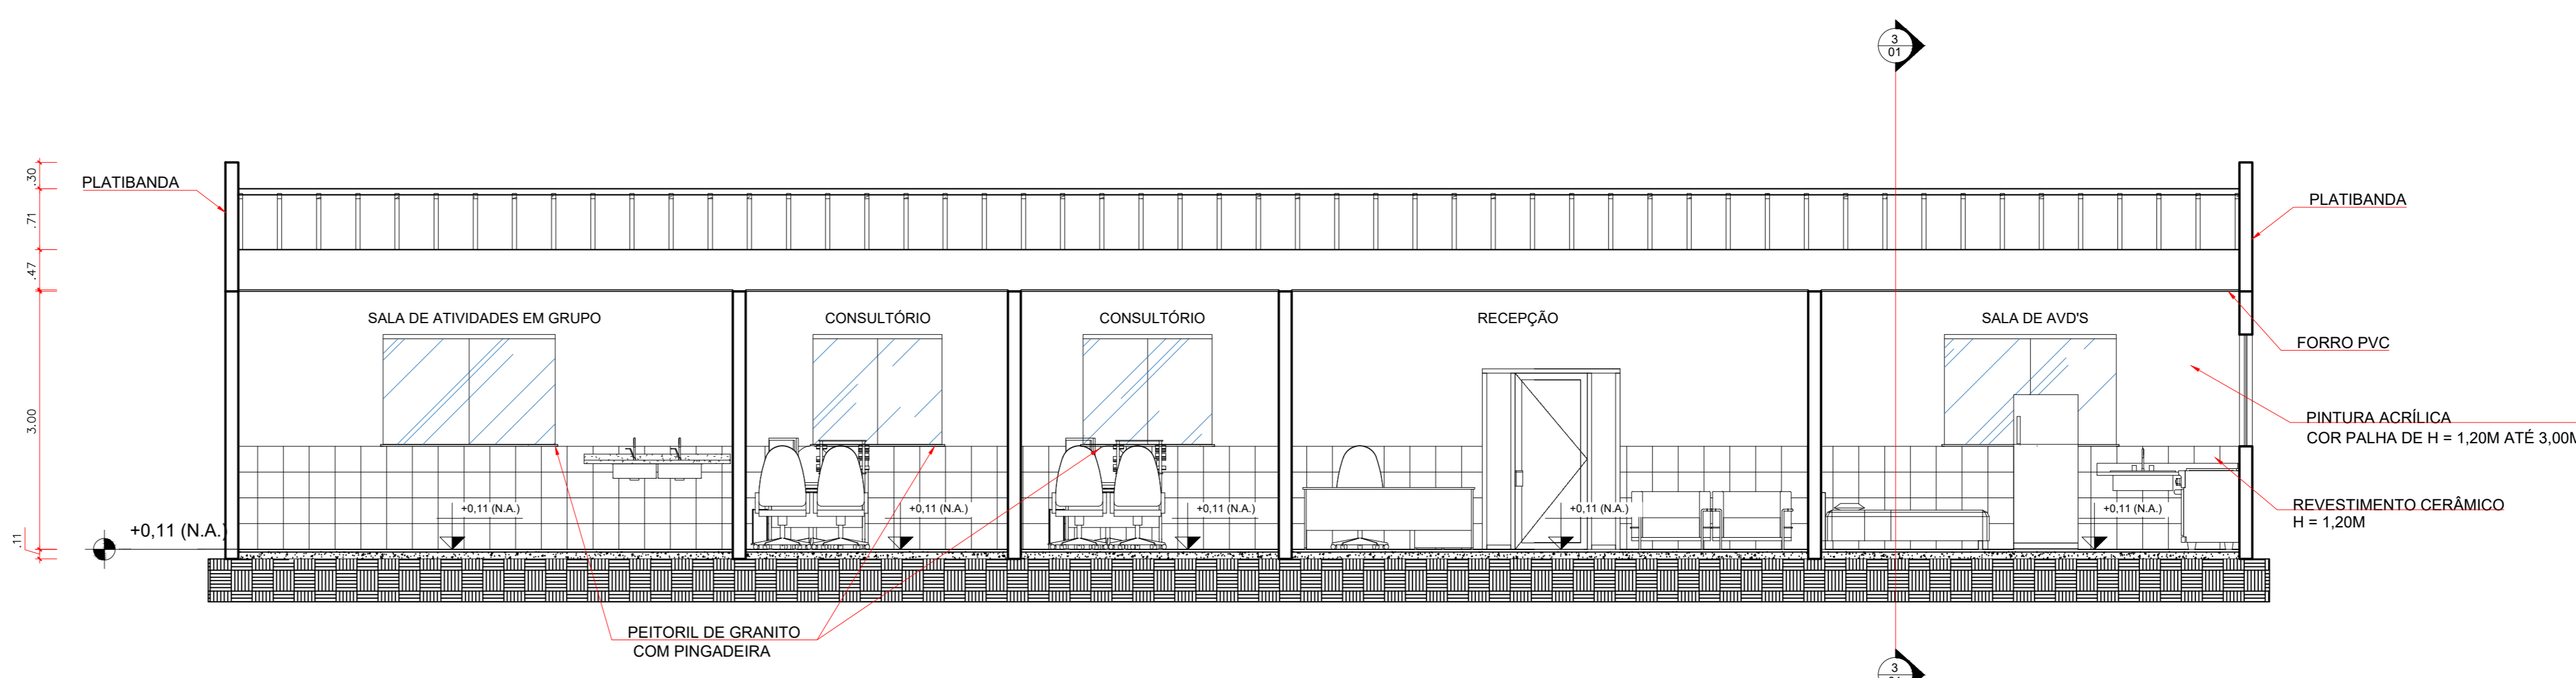 3
01
.30
PLATIBANDA
.71
PLATIBANDA
.47
SALA DE ATIVIDADES EM GRUPO
CONSULTÓRIO
CONSULTÓRIO
RECEPÇÃO
SALA DE AVD'S
FORRO PVC
3.00
PINTURA ACRÍLICA
COR PALHA DE H = 1,20M ATÉ 3,00M
REVESTIMENTO CERÂMICO
H = 1,20M
+0,11 (N.A.)
+0,11 (N.A.)
+0,11 (N.A.)
+0,11 (N.A.)
+0,11 (N.A.)
+0,11 (N.A.)
.11
PEITORIL DE GRANITO
COM PINGADEIRA
3